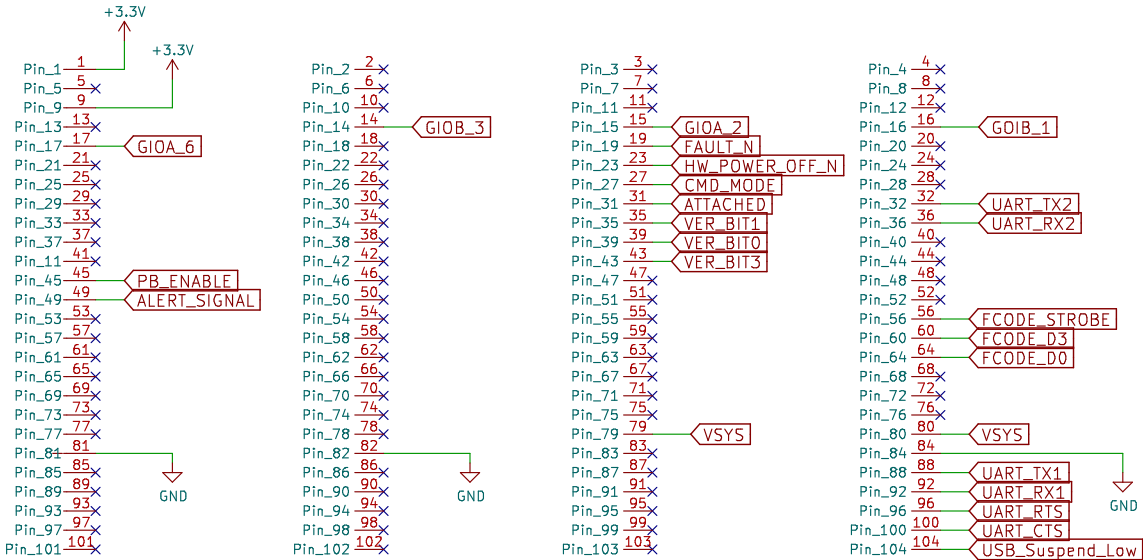 +3.3V
+3.3V
Pin_1 1
Pin_5 5
Pin_9 9
Pin_13 13
Pin_17 17 GIOA_6
Pin_21 21
Pin_25 25
Pin_29 29
Pin_33 33
Pin_37 37
Pin_11 41
Pin_45 45 PB_ENABLE
Pin_49 49 ALERT_SIGNAL
Pin_53 53
Pin_57 57
Pin_61 61
Pin_65 65
Pin_69 69
Pin_73 73
Pin_77 77
Pin_81 81
Pin_85 85
Pin_89 89
Pin_93 93
Pin_97 97
Pin_101 101
GND
Pin_2 2
Pin_6 6
Pin_10 10
Pin_14 14 GIOB_3
Pin_18 18
Pin_22 22
Pin_26 26
Pin_30 30
Pin_34 34
Pin_38 38
Pin_42 42
Pin_46 46
Pin_50 50
Pin_54 54
Pin_58 58
Pin_62 62
Pin_66 66
Pin_70 70
Pin_74 74
Pin_78 78
Pin_82 82
Pin_86 86
Pin_90 90
Pin_94 94
Pin_98 98
Pin_102 102
GND
Pin_3 3
Pin_7 7
Pin_11 11
Pin_15 15 GIOA_2
Pin_19 19 FAULT_N
Pin_23 23 HW_POWER_OFF_N
Pin_27 27 CMD_MODE
Pin_31 31 ATTACHED
Pin_35 35 VER_BIT1
Pin_39 39 VER_BIT0
Pin_43 43 VER_BIT3
Pin_47 47
Pin_51 51
Pin_55 55
Pin_59 59
Pin_63 63
Pin_67 67
Pin_71 71
Pin_75 75
Pin_79 79 VSYS
Pin_83 83
Pin_87 87
Pin_91 91
Pin_95 95
Pin_99 99
Pin_103 103
Pin_4 4
Pin_8 8
Pin_12 12
Pin_16 16 GOIB_1
Pin_20 20
Pin_24 24
Pin_28 28
Pin_32 32 UART_TX2
Pin_36 36 UART_RX2
Pin_40 40
Pin_44 44
Pin_48 48
Pin_52 52
Pin_56 56 FCODE_STROBE
Pin_60 60 FCODE_D3
Pin_64 64 FCODE_D0
Pin_68 68
Pin_72 72
Pin_76 76
Pin_80 80 VSYS
Pin_84 84
Pin_88 88 UART_TX1
Pin_92 92 UART_RX1
Pin_96 96 UART_RTS
Pin_100 100 UART_CTS
Pin_104 104 USB_Suspend_Low
GND